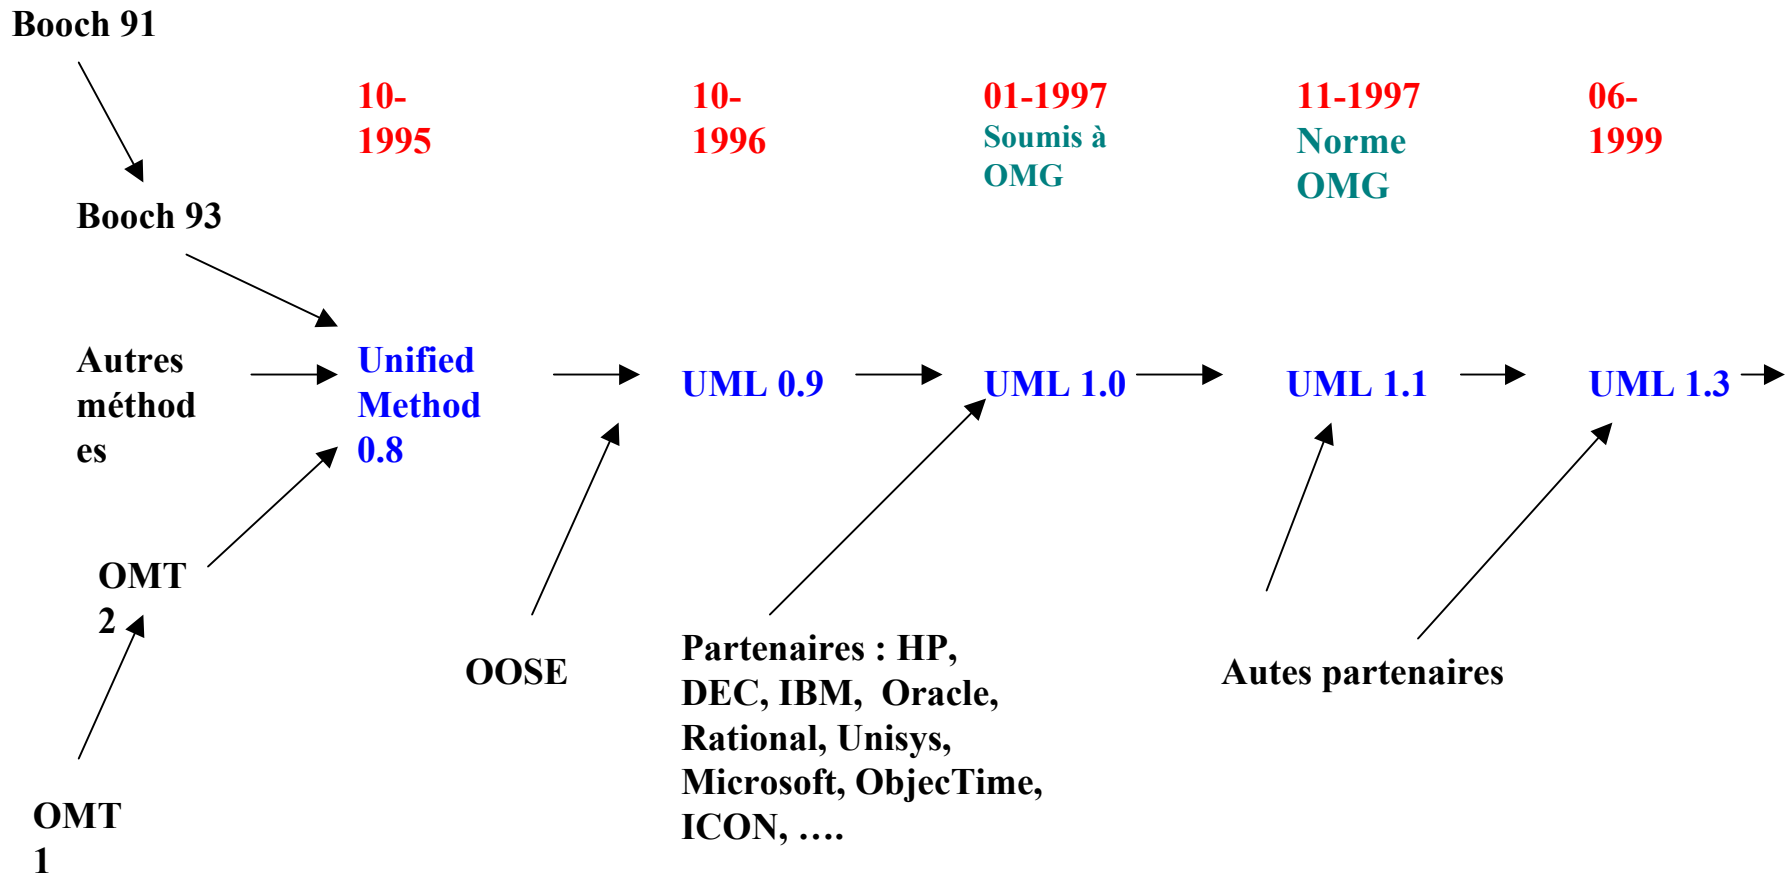 Booch 91
10-
1995
10-
1996
01-1997
Soumis à
OMG
11-1997
Norme
OMG
06-
1999
Booch 93
Autres
méthod
es
Unified
Method
0.8
UML 0.9
UML 1.0
UML 1.1
UML 1.3
OMT
2
OOSE
Partenaires : HP,
DEC, IBM, Oracle,
Rational, Unisys,
Microsoft, ObjecTime,
ICON, ….
Autes partenaires
OMT
1